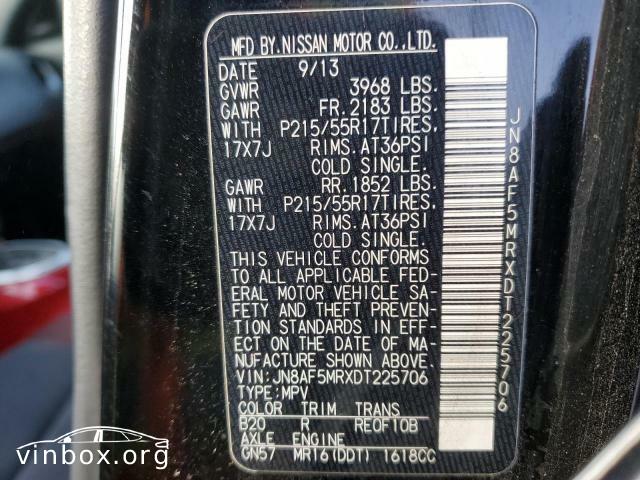 MFD BY. NISSAN MOTOR CO.,LTD.
DATE 9/13
GVWR 3968 LBS.
GAWR FR. 2183 LBS.
WITH P215/55R17TIRES,
17X7J RIMS. AT36PSI
COLD SINGLE.
GAWR RR. 1852 LBS.
WITH P215/55R17TIRES,
17X7J RIMS. AT36PSI
COLD SINGLE.
THIS VEHICLE CONFORMS
TO ALL APPLICABLE FED-
ERAL MOTOR VEHICLE SA-
FETY AND THEFT PREVEN-
TION STANDARDS IN EFF-
ECT ON THE DATE OF MA-
NUFACTURE SHOWN ABOVE.
VIN:JN8AF5MRXDT225706
TYPE:MPV
COLOR TRIM TRANS
B20 R REOF10B
AXLE ENGINE
GN57 MR16(DDT) 1618CC
JN8AF5MRXDT225706
vinbox.org